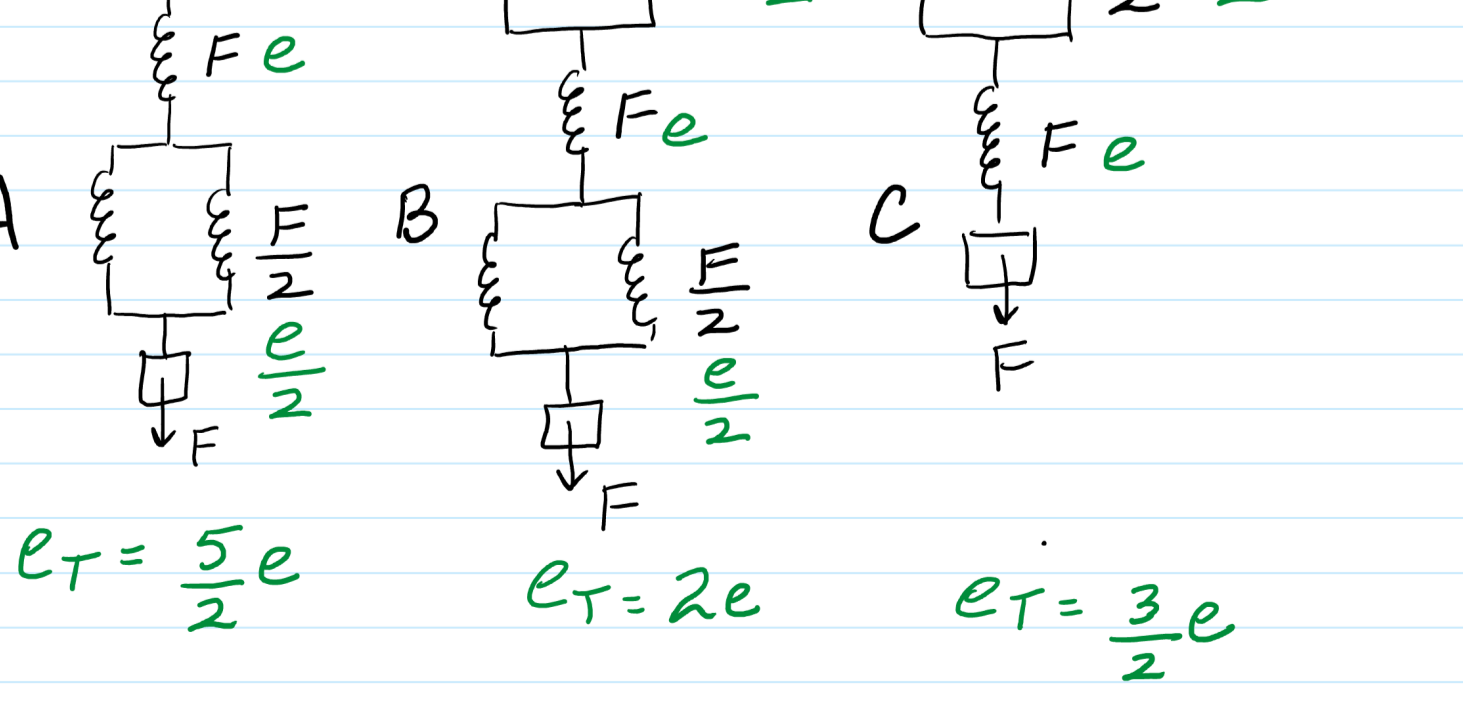 F e
F e
F e
A
F/2
e/2
F
B
F/2
e/2
F
C
F
e_T = 5/2 e
e_T = 2e
e_T = 3/2 e